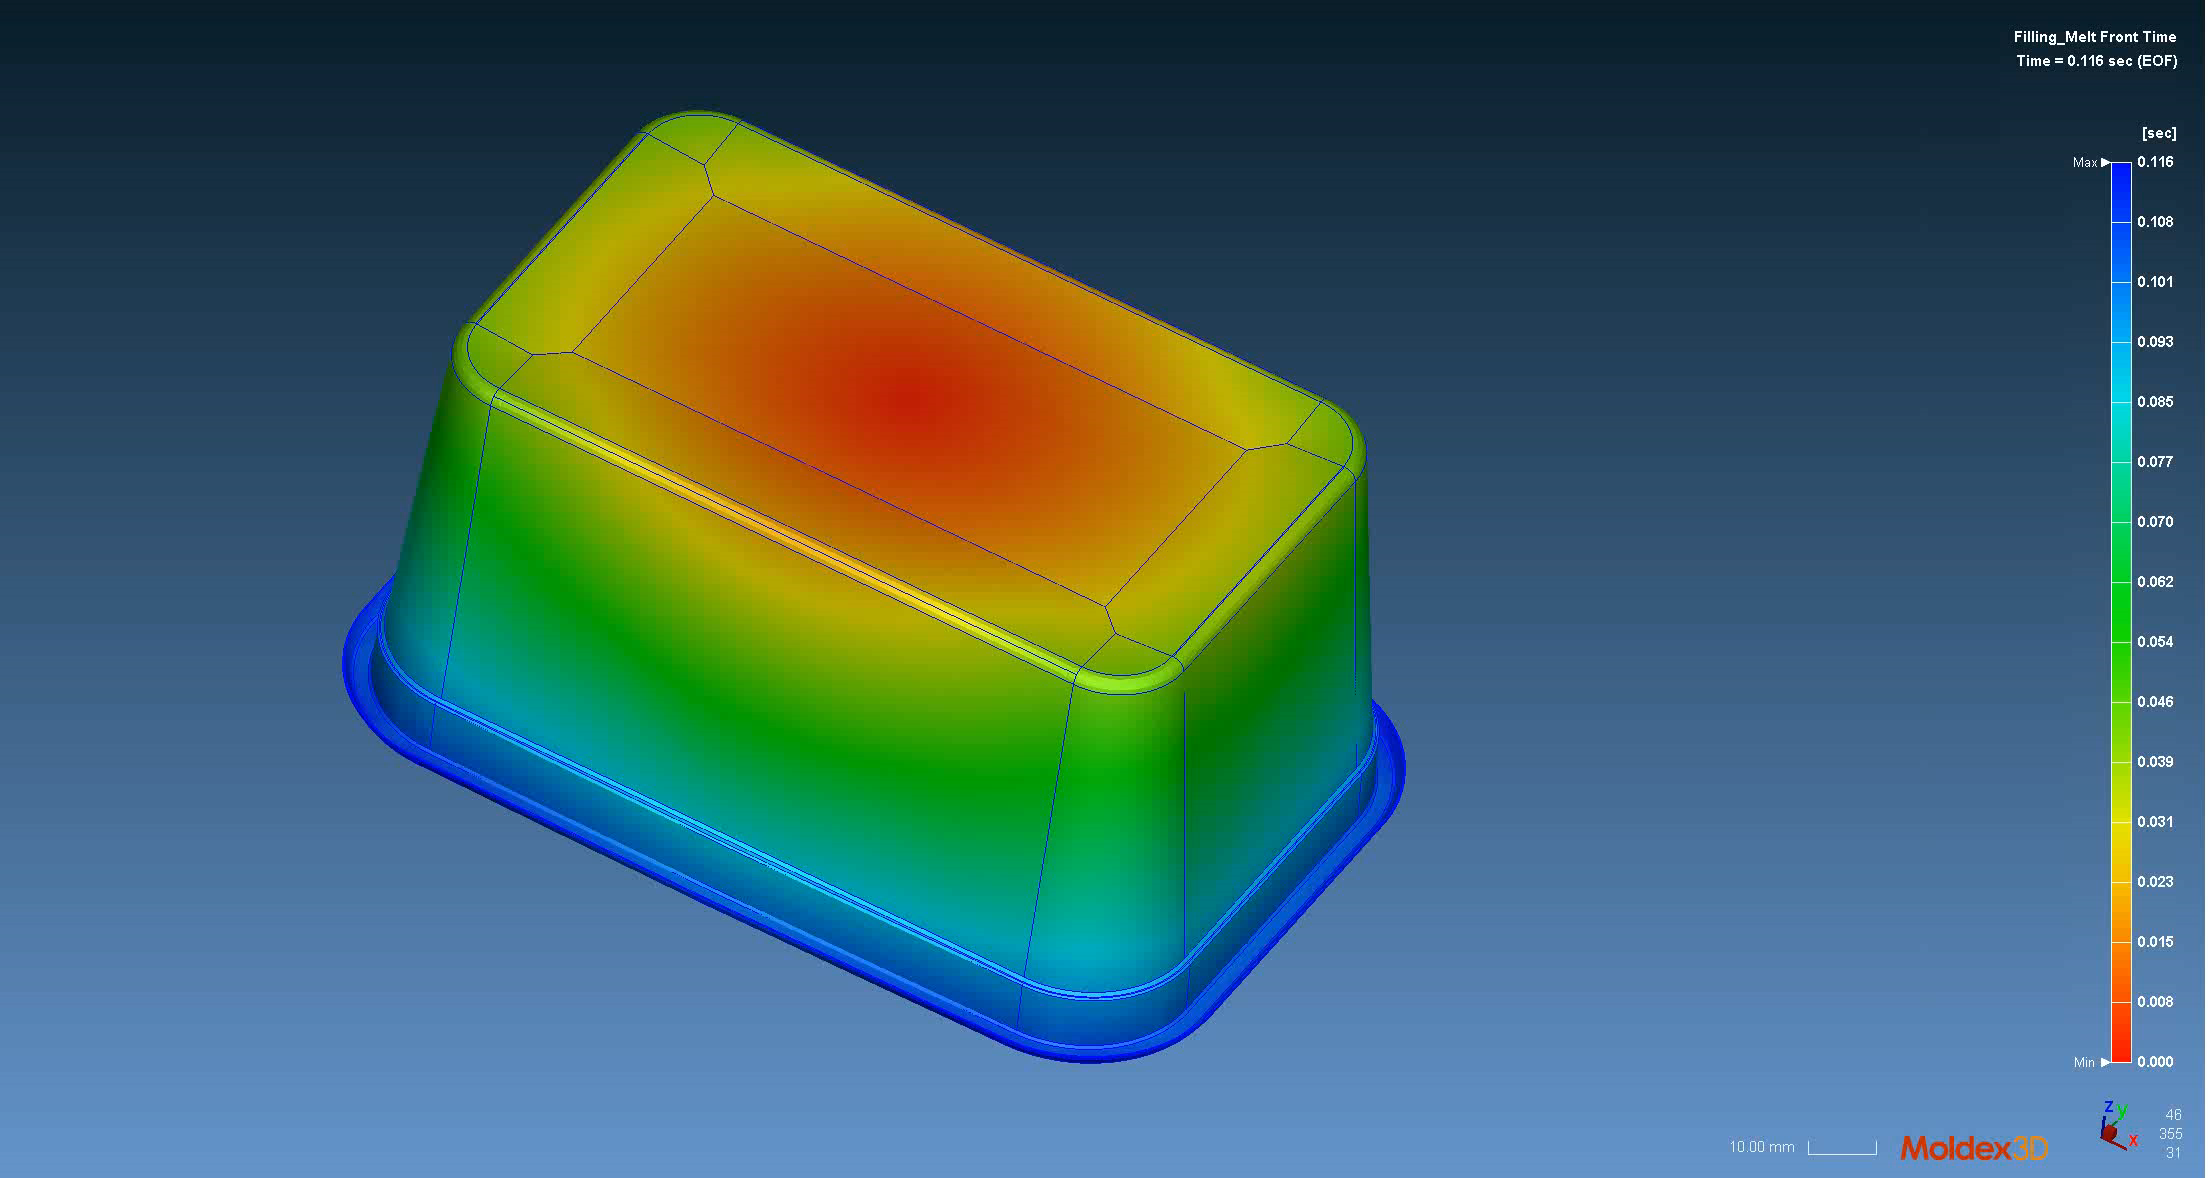 Filling_Melt Front Time
Time = 0.116 sec (EOF)
[sec]
Max 0.116
0.108
0.101
0.093
0.085
0.077
0.070
0.062
0.054
0.046
0.039
0.031
0.023
0.015
0.008
Min 0.000
z y
x
46
355
31
10.00 mm
Moldex3D